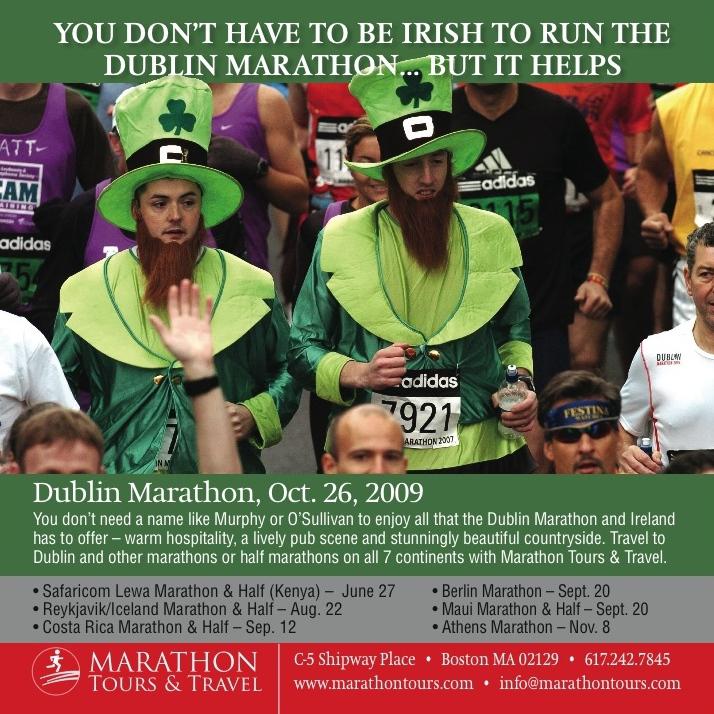 YOU DON'T HAVE TO BE IRISH TO RUN THE
DUBLIN MARATHON... BUT IT HELPS
adidas
adidas
adidas
7921
MARATHON 2007
FESTINA
DUBLIN
Dublin Marathon, Oct. 26, 2009
You don't need a name like Murphy or O'Sullivan to enjoy all that the Dublin Marathon and Ireland
has to offer – warm hospitality, a lively pub scene and stunningly beautiful countryside. Travel to
Dublin and other marathons or half marathons on all 7 continents with Marathon Tours & Travel.
• Safaricom Lewa Marathon & Half (Kenya) – June 27
• Reykjavik/Iceland Marathon & Half – Aug. 22
• Costa Rica Marathon & Half – Sep. 12
• Berlin Marathon – Sept. 20
• Maui Marathon & Half – Sept. 20
• Athens Marathon – Nov. 8
MARATHON
TOURS & TRAVEL
C-5 Shipway Place • Boston MA 02129 • 617.242.7845
www.marathontours.com • info@marathontours.com